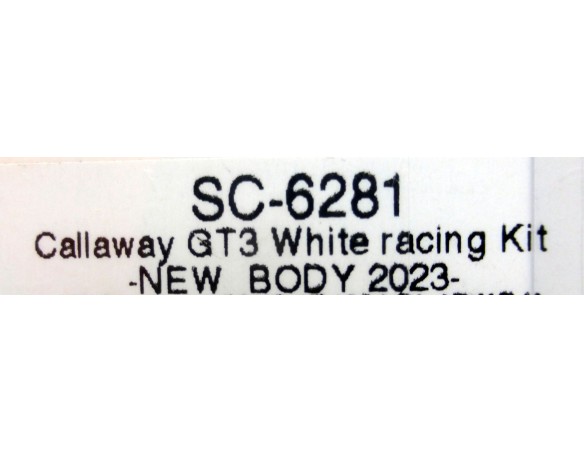 SC-6281
Callaway GT3 White racing Kit
-NEW BODY 2023-